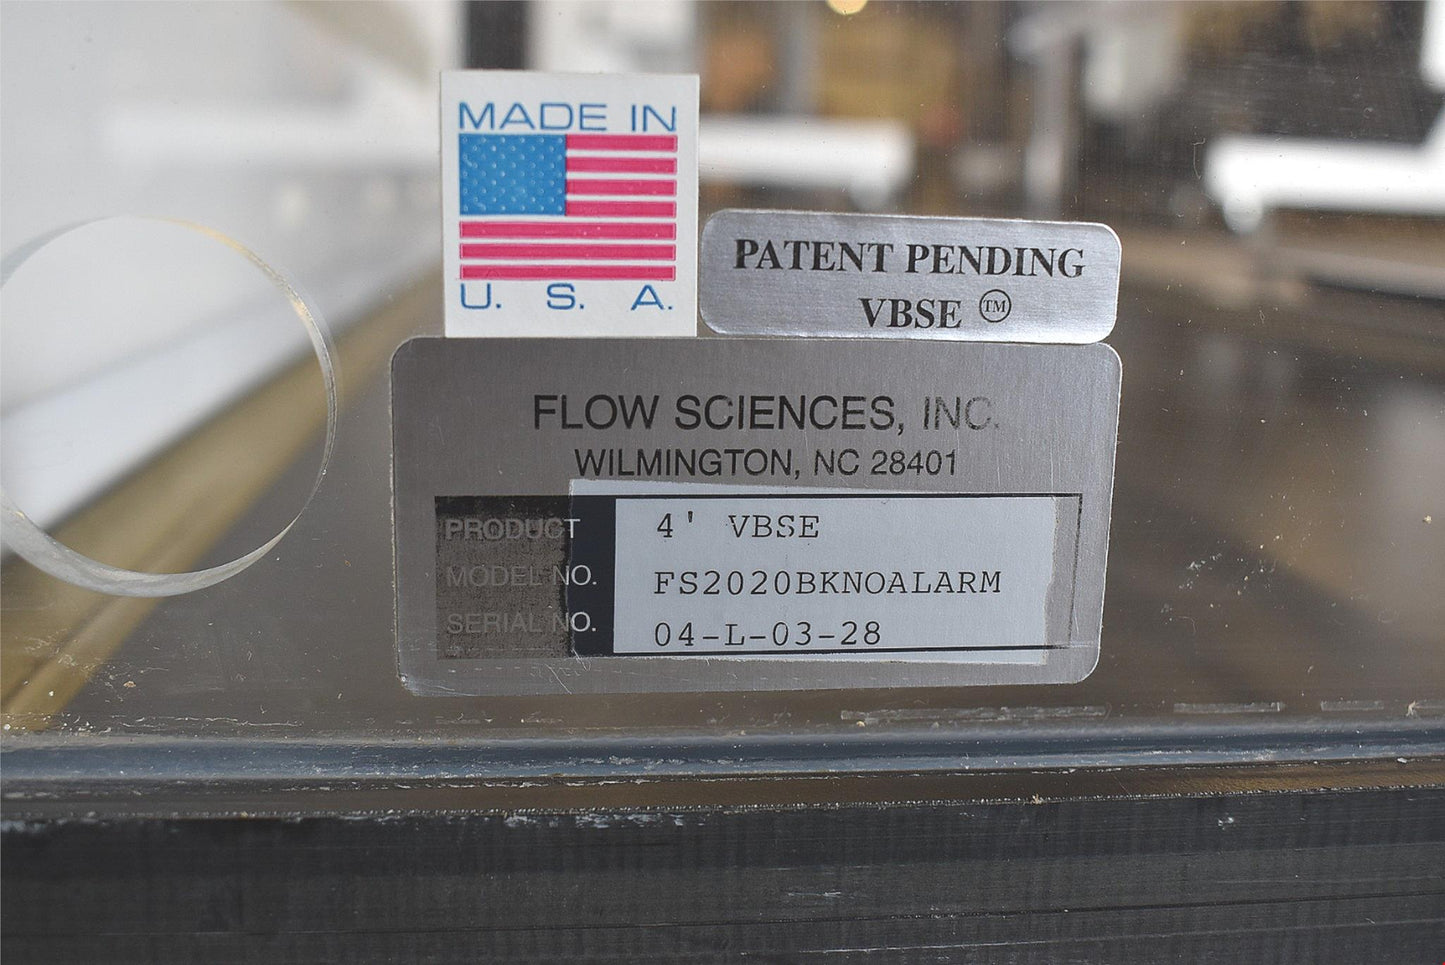 MADE IN
U. S. A.
PATENT PENDING
VBSE ™
FLOW SCIENCES, INC.
WILMINGTON, NC 28401
PRODUCT 4' VBSE
MODEL NO. FS2020BKNOALARM
SERIAL NO. 04-L-03-28